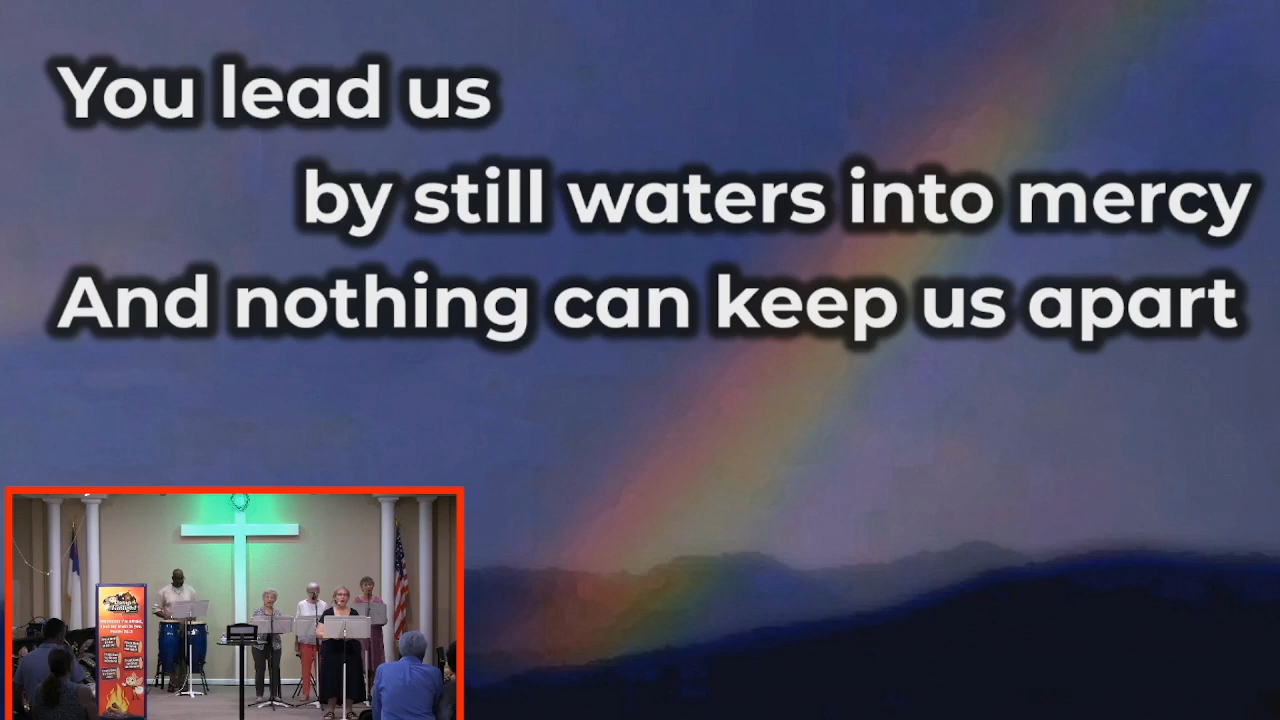 You lead us
by still waters into mercy
And nothing can keep us apart